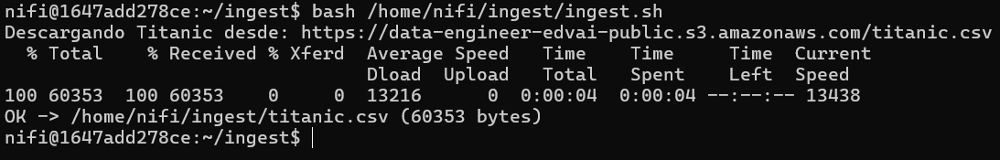 nifi@1647add278ce:~/ingest$ bash /home/nifi/ingest/ingest.sh
Descargando Titanic desde: https://data-engineer-edvai-public.s3.amazonaws.com/titanic.csv
  % Total    % Received % Xferd  Average Speed   Time    Time     Time  Current
                                 Dload  Upload   Total   Spent    Left  Speed
100 60353  100 60353    0     0  13216      0  0:00:04  0:00:04 --:--:-- 13438
OK -> /home/nifi/ingest/titanic.csv (60353 bytes)
nifi@1647add278ce:~/ingest$